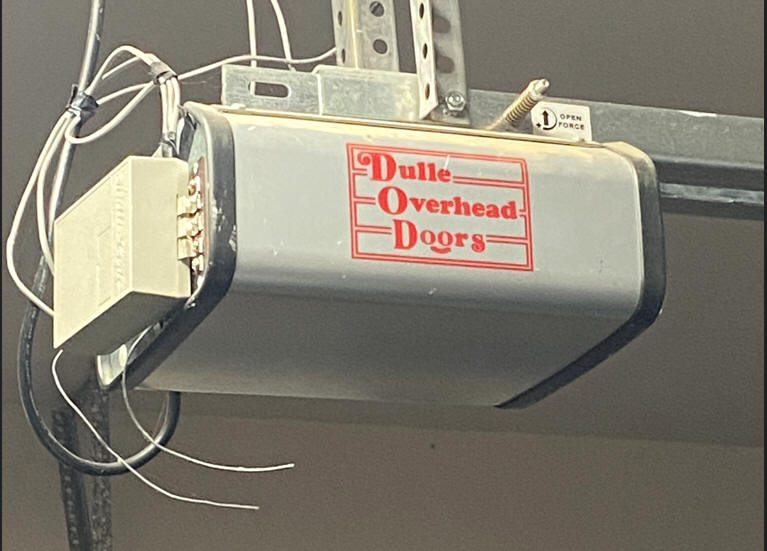 OPEN
FORCE
Dulle
Overhead
Doors